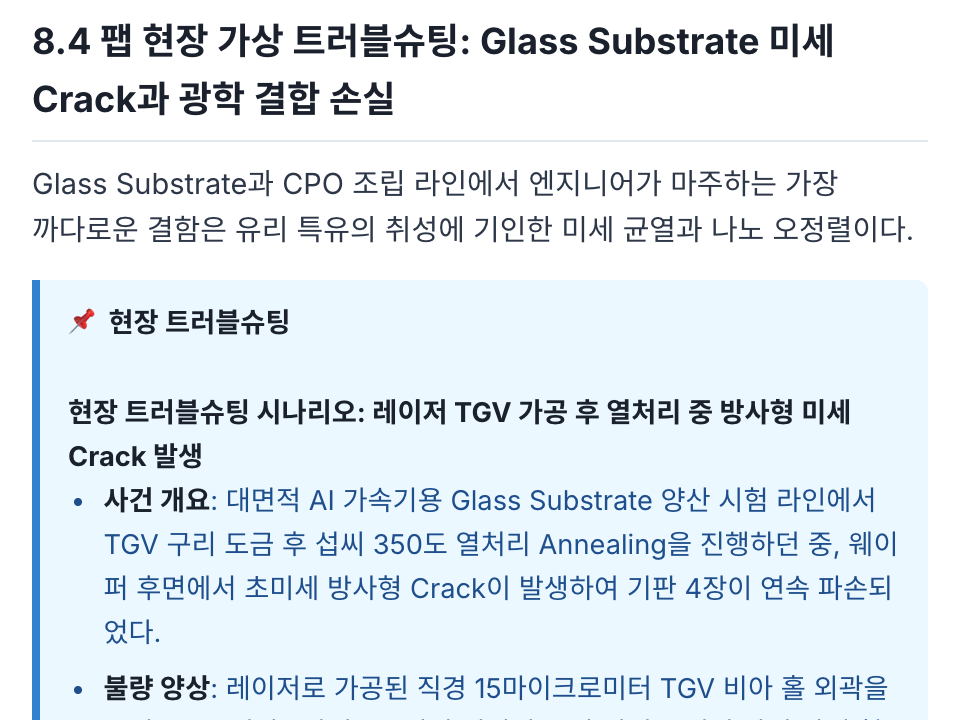 8.4 팹 현장 가상 트러블슈팅: Glass Substrate 미세
Crack과 광학 결합 손실
Glass Substrate과 CPO 조립 라인에서 엔지니어가 마주하는 가장
까다로운 결함은 유리 특유의 취성에 기인한 미세 균열과 나노 오정렬이다.
📌 현장 트러블슈팅
현장 트러블슈팅 시나리오: 레이저 TGV 가공 후 열처리 중 방사형 미세
Crack 발생
• 사건 개요: 대면적 AI 가속기용 Glass Substrate 양산 시험 라인에서
TGV 구리 도금 후 섭씨 350도 열처리 Annealing을 진행하던 중, 웨이
퍼 후면에서 초미세 방사형 Crack이 발생하여 기판 4장이 연속 파손되
었다.
• 불량 양상: 레이저로 가공된 직경 15마이크로미터 TGV 비아 홀 외곽을